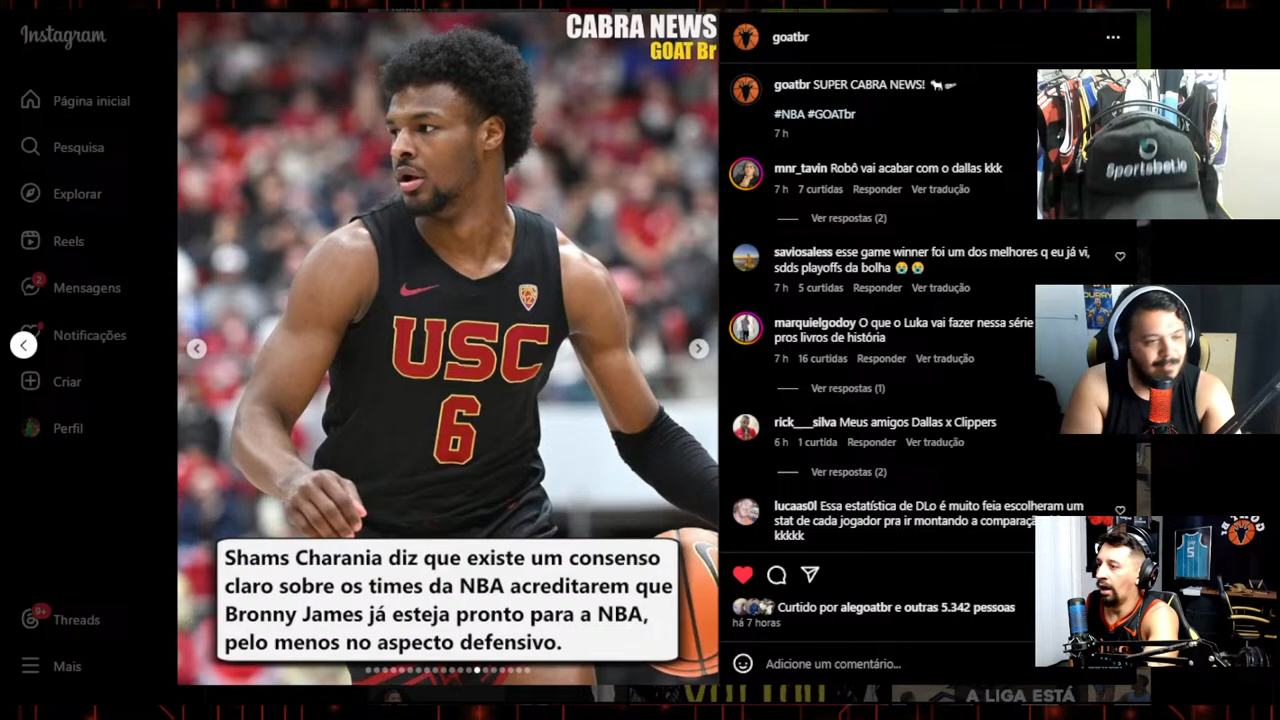 Instagram
Página inicial
Pesquisa
Explorar
Reels
2
Mensagens
Notificações
Criar
Perfil
9+
Threads
Mais
CABRA NEWS
GOAT Br
USC
6
12
Shams Charania diz que existe um consenso
claro sobre os times da NBA acreditarem que
Bronny James já esteja pronto para a NBA,
pelo menos no aspecto defensivo.
goatbr
goatbr SUPER CABRA NEWS!
#NBA #GOATbr
7 h
mnr_tavin Robô vai acabar com o dallas kkk
7 h 7 curtidas Responder Ver tradução
Ver respostas (2)
saviosaless esse game winner foi um dos melhores q eu já vi,
sdds playoffs da bolha
7 h 5 curtidas Responder Ver tradução
marquielgodoy O que o Luka vai fazer nessa série
pros livros de história
7 h 16 curtidas Responder Ver tradução
Ver respostas (1)
rick___silva Meus amigos Dallas x Clippers
6 h 1 curtida Responder Ver tradução
Ver respostas (2)
lucaas0l Essa estatística de DLo é muito feia escolheram um
stat de cada jogador pra ir montando a comparaçã
kkkkk
Curtido por alegoatbr e outras 5.342 pessoas
há 7 horas
Adicione um comentário...
Sportsbet.io
CURRY
5
A LIGA ESTÁ